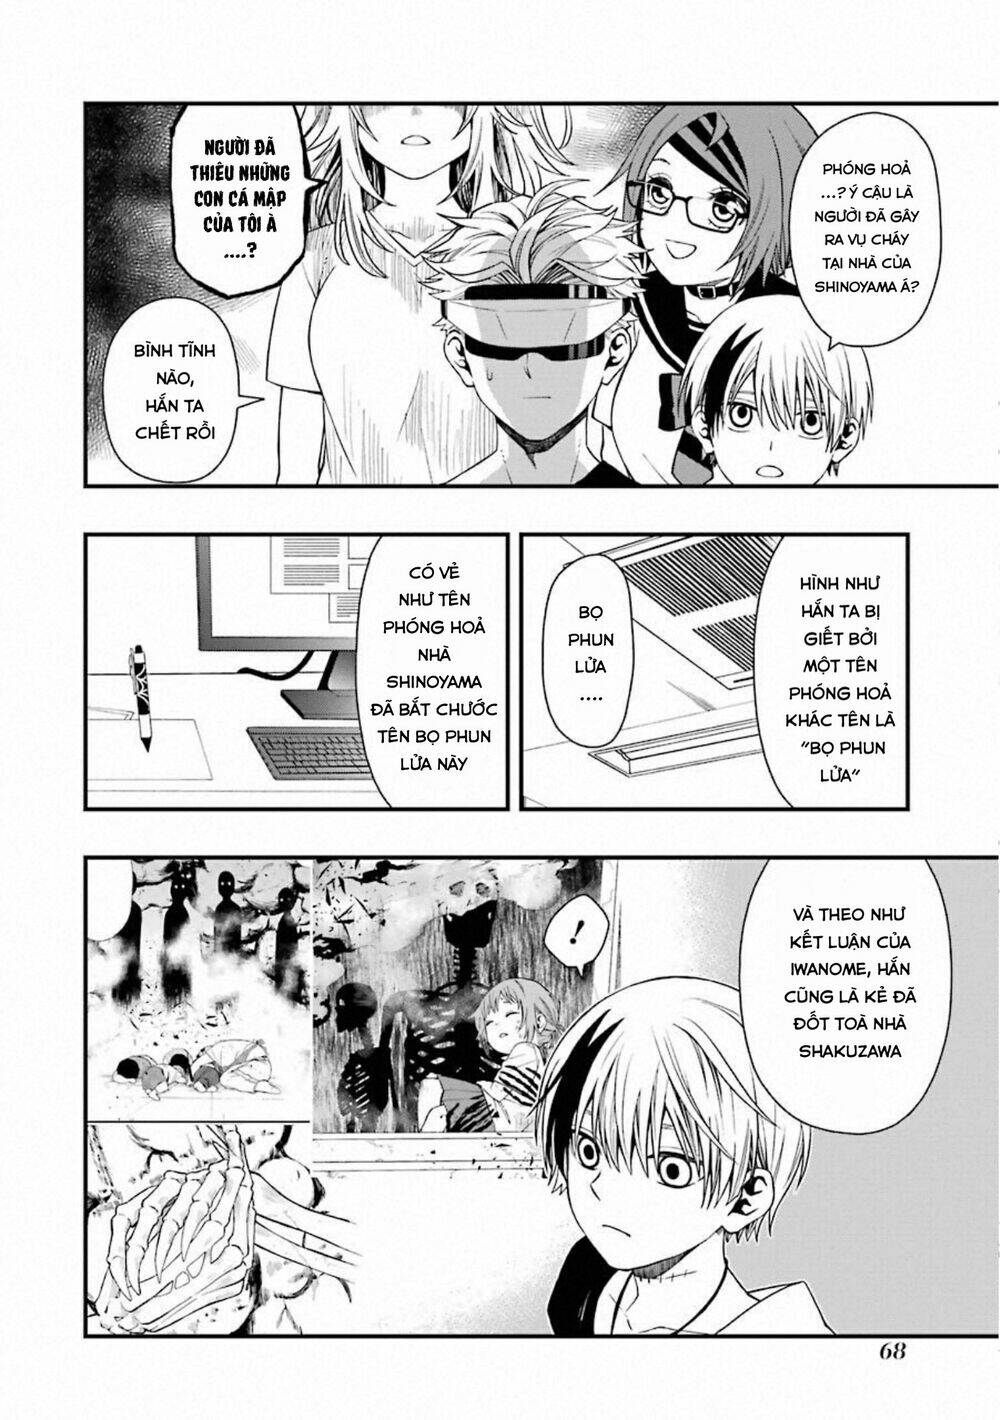 PHÓNG HOẢ
...? Ý CẬU LÀ
NGƯỜI ĐÃ GÂY
RA VỤ CHÁY
TẠI NHÀ CỦA
SHINOYAMA Á?
NGƯỜI ĐÃ
THIÊU NHỮNG
CON CÁ MẬP
CỦA TÔI À
.....?
BÌNH TĨNH
NÀO,
HẮN TA
CHẾT RỒI
HÌNH NHƯ
HẮN TA BỊ
GIẾT BỞI
MỘT TÊN
PHÓNG HOẢ
KHÁC TÊN LÀ
"BỌ PHUN
LỬA"
BỌ
PHUN
LỬA
....
CÓ VẺ
NHƯ TÊN
PHÓNG HOẢ
NHÀ
SHINOYAMA
ĐÃ BẮT CHƯỚC
TÊN BỌ PHUN
LỬA NÀY
VÀ THEO NHƯ
KẾT LUẬN CỦA
IWANOME, HẮN
CŨNG LÀ KẺ ĐÃ
ĐỐT TOÀ NHÀ
SHAKUZAWA
!
68